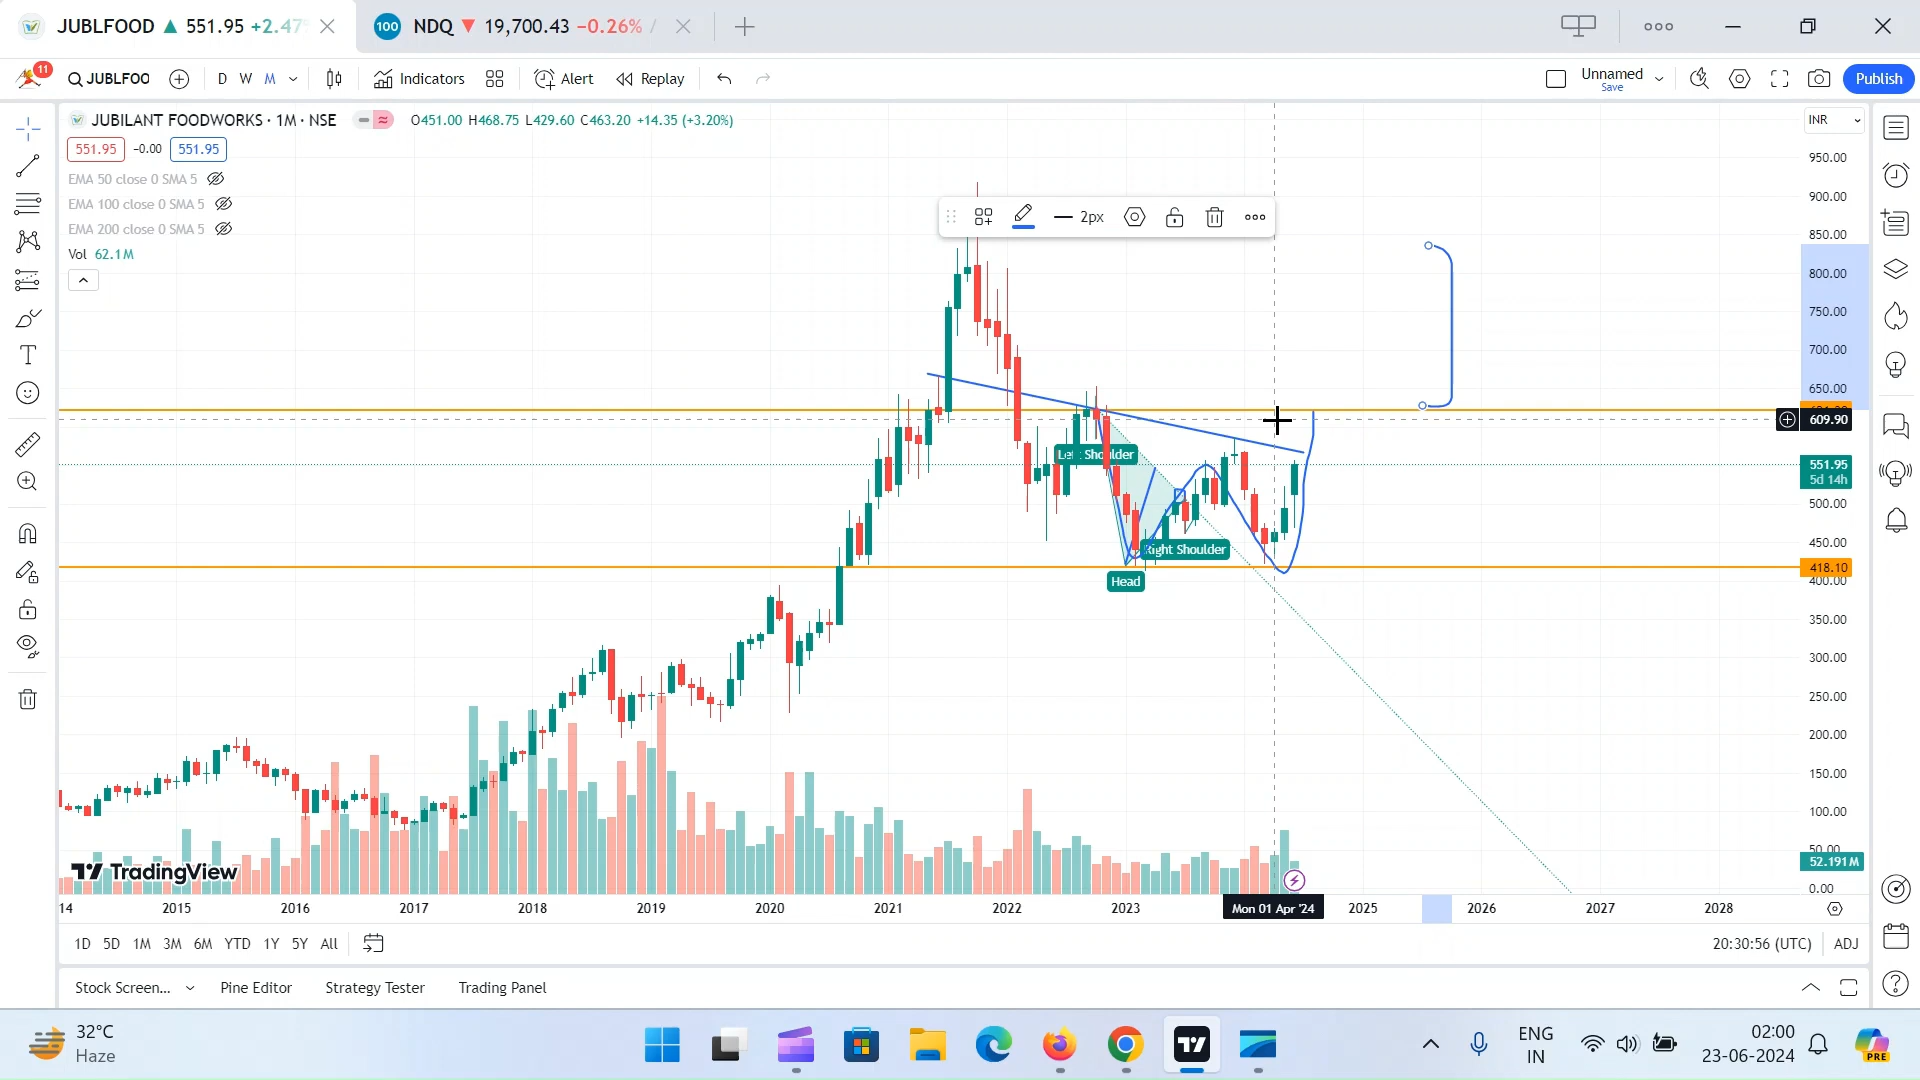 JUBLFOOD ▲ 551.95 +2.47%
100 NDQ ▼ 19,700.43 −0.26% /
11
JUBLFOO D W M Indicators Alert Replay
Unnamed
Save
Publish
JUBILANT FOODWORKS · 1M · NSE O451.00 H468.75 L429.60 C463.20 +14.35 (+3.20%)
INR
551.95 -0.00 551.95
EMA 50 close 0 SMA 5
EMA 100 close 0 SMA 5
EMA 200 close 0 SMA 5
Vol 62.1M
2px
950.00
900.00
850.00
800.00
750.00
700.00
650.00
609.90
551.95
5d 14h
500.00
450.00
418.10
400.00
350.00
300.00
250.00
200.00
150.00
100.00
50.00
52.191M
0.00
Left Shoulder
Right Shoulder
Head
TradingView
14 2015 2016 2017 2018 2019 2020 2021 2022 2023 Mon 01 Apr '24 2025 2026 2027 2028
1D 5D 1M 3M 6M YTD 1Y 5Y All
20:30:56 (UTC) ADJ
Stock Screen... Pine Editor Strategy Tester Trading Panel
32°C
Haze
ENG
IN
02:00
23-06-2024
PRE